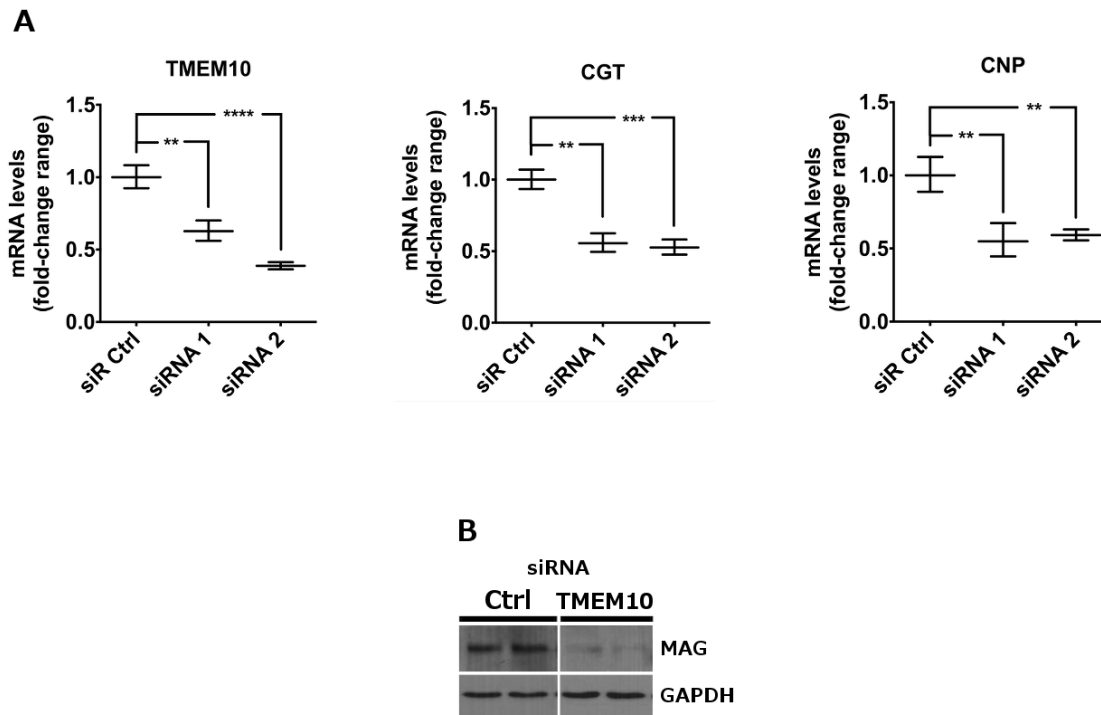 A
TMEM10
mRNA levels
(fold-change range)
1.5
1.0
0.5
0.0
****
**
siR Ctrl
siRNA 1
siRNA 2
CGT
mRNA levels
(fold-change range)
1.5
1.0
0.5
0.0
***
**
siR Ctrl
siRNA 1
siRNA 2
CNP
mRNA levels
(fold-change range)
1.5
1.0
0.5
0.0
**
**
siR Ctrl
siRNA 1
siRNA 2
B
siRNA
Ctrl TMEM10
MAG
GAPDH